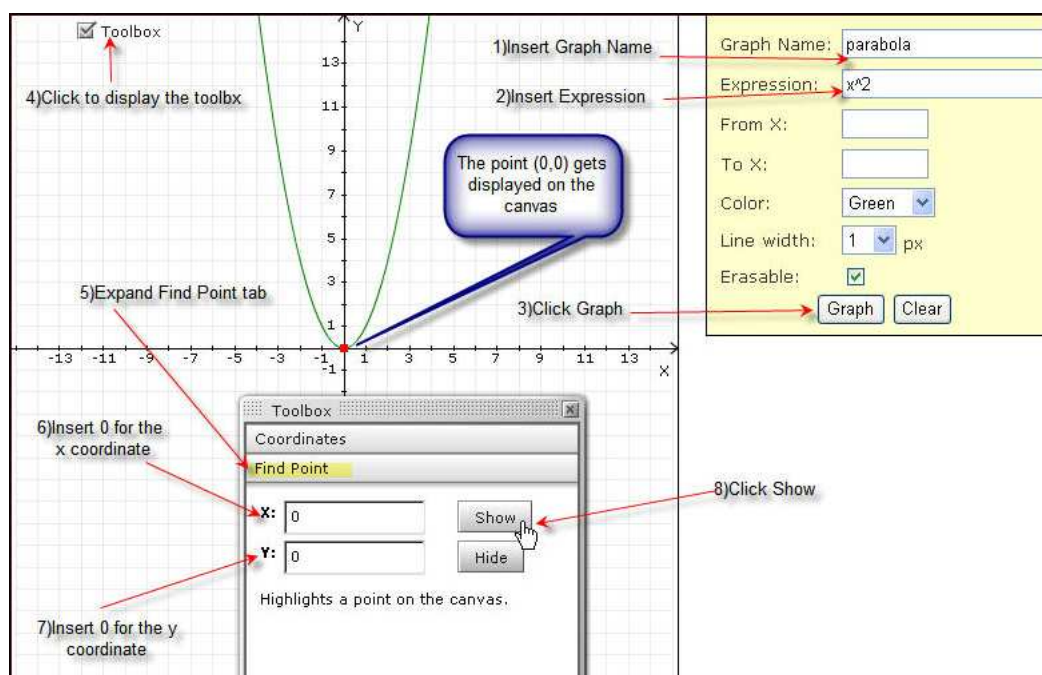 Toolbox
4)Click to display the toolbx
Y
13
11
9
7
5
3
1
-1
-13 -11 -9 -7 -5 -3 1 3 5 7 9 11 13
X
The point (0,0) gets
displayed on the
canvas
1)Insert Graph Name
2)Insert Expression
3)Click Graph
Graph Name: parabola
Expression: x^2
From X:
To X:
Color: Green
Line width: 1 px
Erasable:
Graph Clear
5)Expand Find Point tab
6)Insert 0 for the
x coordinate
7)Insert 0 for the y
coordinate
Toolbox
Coordinates
Find Point
X: 0 Show
Y: 0 Hide
Highlights a point on the canvas.
8)Click Show